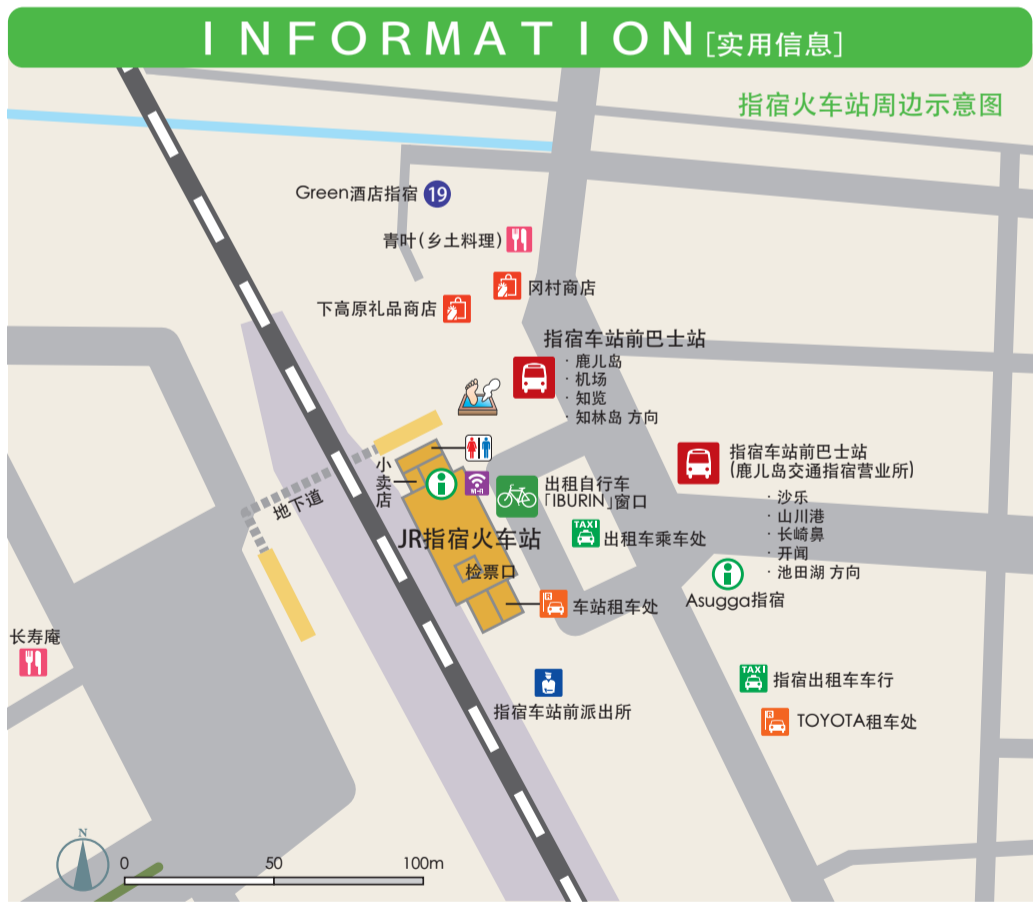 INFORMATION[实用信息]
指宿火车站周边示意图
Green酒店指宿 19
青叶(乡土料理)
冈村商店
下高原礼品商店
指宿车站前巴士站
· 鹿儿岛
· 机场
· 知览
· 知林岛 方向
指宿车站前巴士站
(鹿儿岛交通指宿营业所)
· 沙乐
· 山川港
· 长崎鼻
· 开闻
· 池田湖 方向
小卖店
Wi-Fi
出租自行车
「IBURIN」窗口
地下道
JR指宿火车站
TAXI
出租车乘车处
检票口
Asugga指宿
R
车站租车处
长寿庵
TAXI
指宿出租车车行
指宿车站前派出所
R
TOYOTA租车处
N
0 50 100m